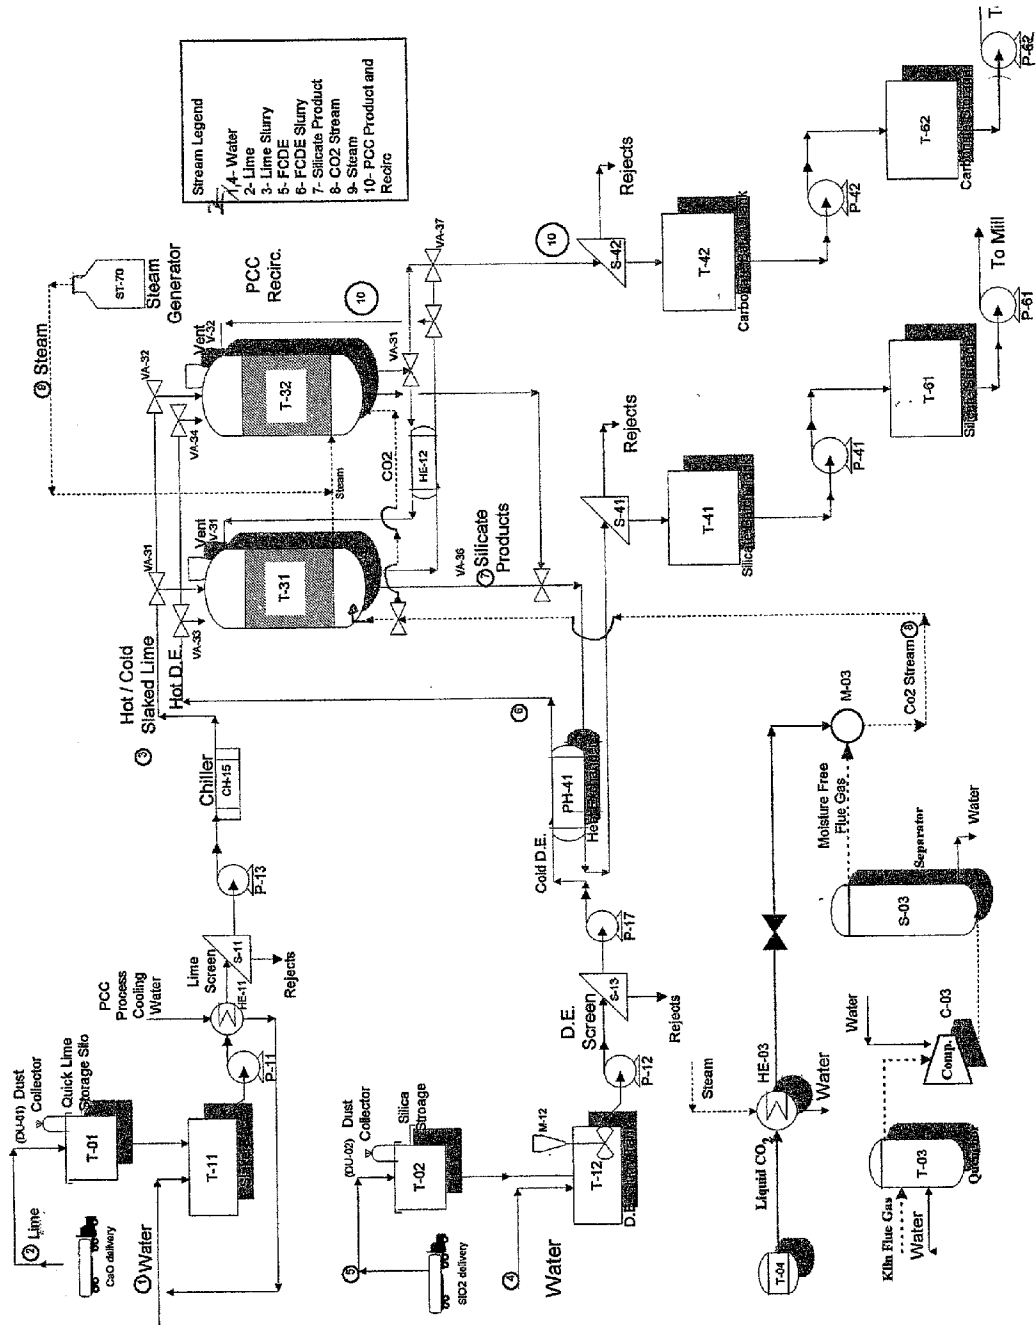 Stream Legend
1,4- Water
2- Lime
3- Lime Slurry
5- FCDE
6- FCDE Slurry
7- Silicate Product
8- CO2 Stream
9- Steam
10- PCC Product and
Recirc
ST-70
Steam
Generator
9 Steam
PCC
Recirc.
10
Vent
V-32
VA-32
VA-34
T-32
VA-31
VA-37
Steam
CO2
HE-12
Vent
V-31
VA-31
VA-33
T-31
VA-36
7 Silicate
Products
Hot / Cold
Slaked Lime
3
Hot D.E.
6
Chiller
CH-15
P-13
Lime
Screen
S-11
Rejects
HE-11
PCC
Process
Cooling
Water
P-11
(DU-01) Dust
Collector
Quick Lime
Storage Silo
T-01
T-11
2 Lime
CaO delivery
1 Water
(DU-02) Dust
Collector
Silica
Stroage
T-02
5
SIO2 delivery
4
Water
M-12
T-12
D.E.
P-12
D.E.
Screen
S-13
Rejects
P-17
Cold D.E.
PH-41
S-41
Rejects
T-41
P-41
T-61
P-61
To Mill
10
S-42
Rejects
T-42
P-42
T-62
Carbonate Storage
P-62
T-
T-04
Liquid CO2
Steam
HE-03
Water
Kiln Flue Gas
Water
T-03
Water
Comp.
C-03
S-03
Separator
Water
Moisture Free
Flue Gas
M-03
Co2 Stream 8